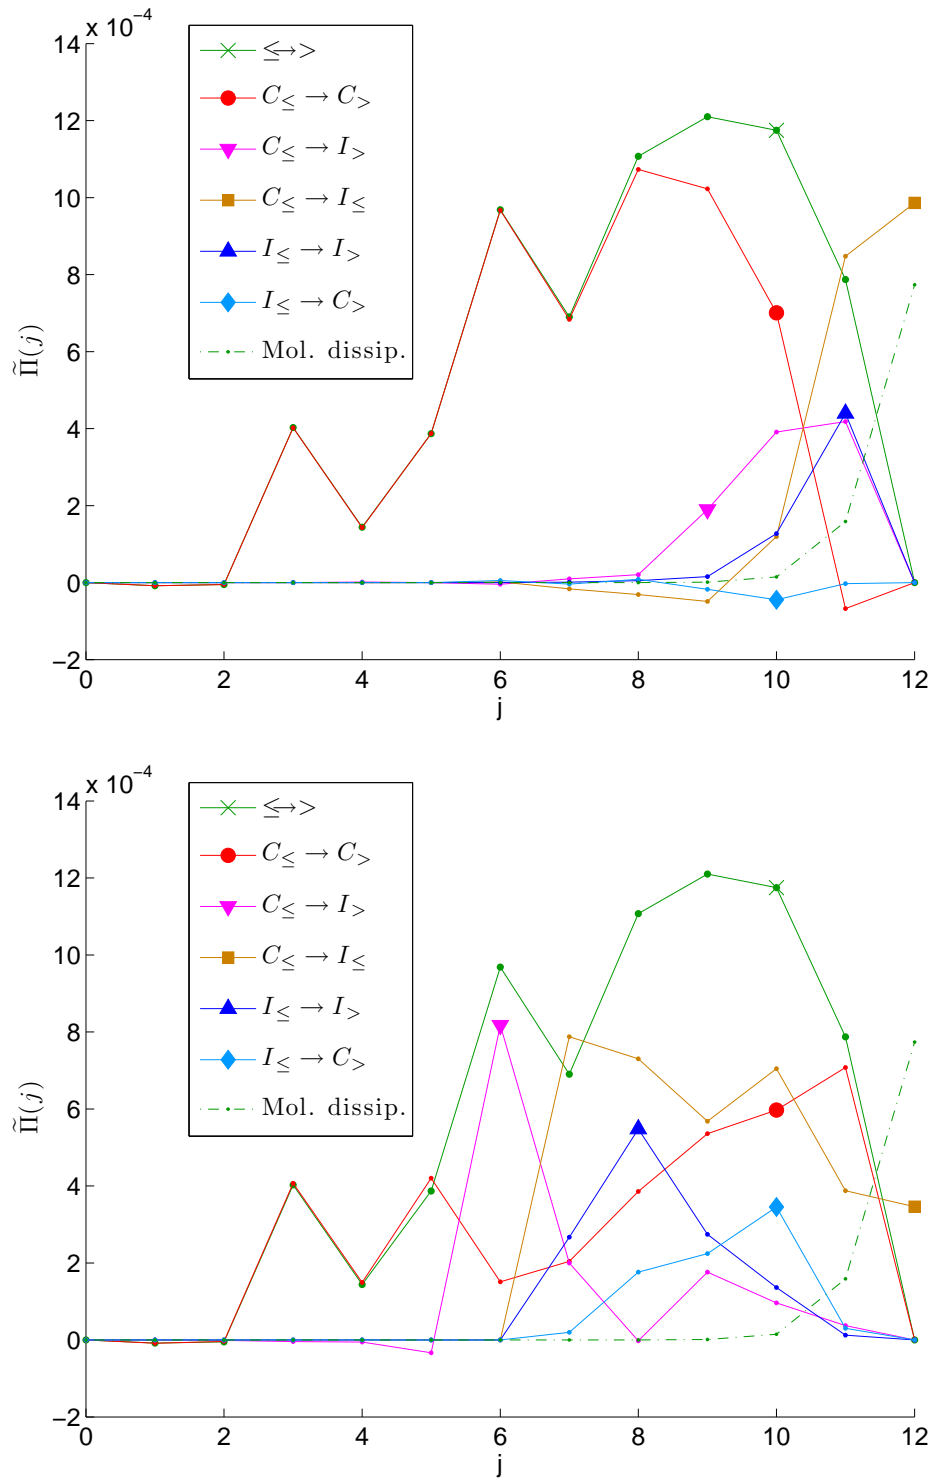 x 10⁻⁴
14
12
10
8
6
4
2
0
−2
Π̃(j)
≤→>
C≤ → C>
C≤ → I>
C≤ → I≤
I≤ → I>
I≤ → C>
Mol. dissip.
0 2 4 6 8 10 12
j
x 10⁻⁴
14
12
10
8
6
4
2
0
−2
Π̃(j)
≤→>
C≤ → C>
C≤ → I>
C≤ → I≤
I≤ → I>
I≤ → C>
Mol. dissip.
0 2 4 6 8 10 12
j